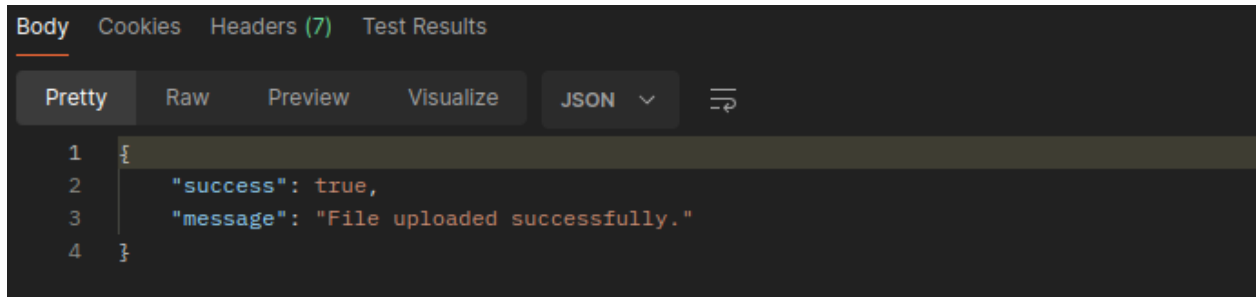 Body Cookies Headers (7) Test Results
Pretty Raw Preview Visualize JSON
1 {
2 "success": true,
3 "message": "File uploaded successfully."
4 }